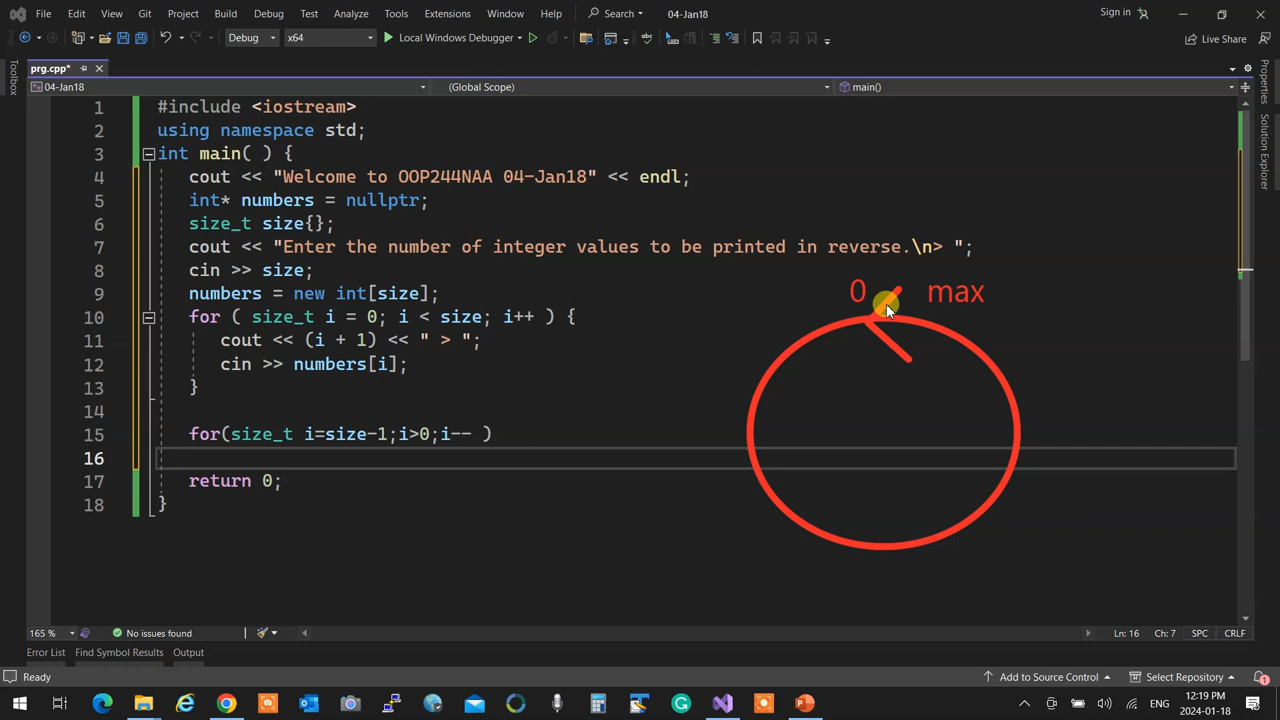 File Edit View Git Project Build Debug Test Analyze Tools Extensions Window Help Search 04-Jan18 Sign in
Debug x64 Local Windows Debugger Live Share
prg.cpp*
04-Jan18 (Global Scope) main()
Toolbox
Properties
Solution Explorer
1 #include <iostream>
2 using namespace std;
3 int main( ) {
4 cout << "Welcome to OOP244NAA 04-Jan18" << endl;
5 int* numbers = nullptr;
6 size_t size{};
7 cout << "Enter the number of integer values to be printed in reverse.\n> ";
8 cin >> size;
9 numbers = new int[size];
10 for ( size_t i = 0; i < size; i++ ) {
11 cout << (i + 1) << " > ";
12 cin >> numbers[i];
13 }
14
15 for(size_t i=size-1;i>0;i-- )
16
17 return 0;
18 }
0 max
165 % No issues found Ln: 16 Ch: 7 SPC CRLF
Error List Find Symbol Results Output
Ready Add to Source Control Select Repository 1
ENG 12:19 PM
2024-01-18